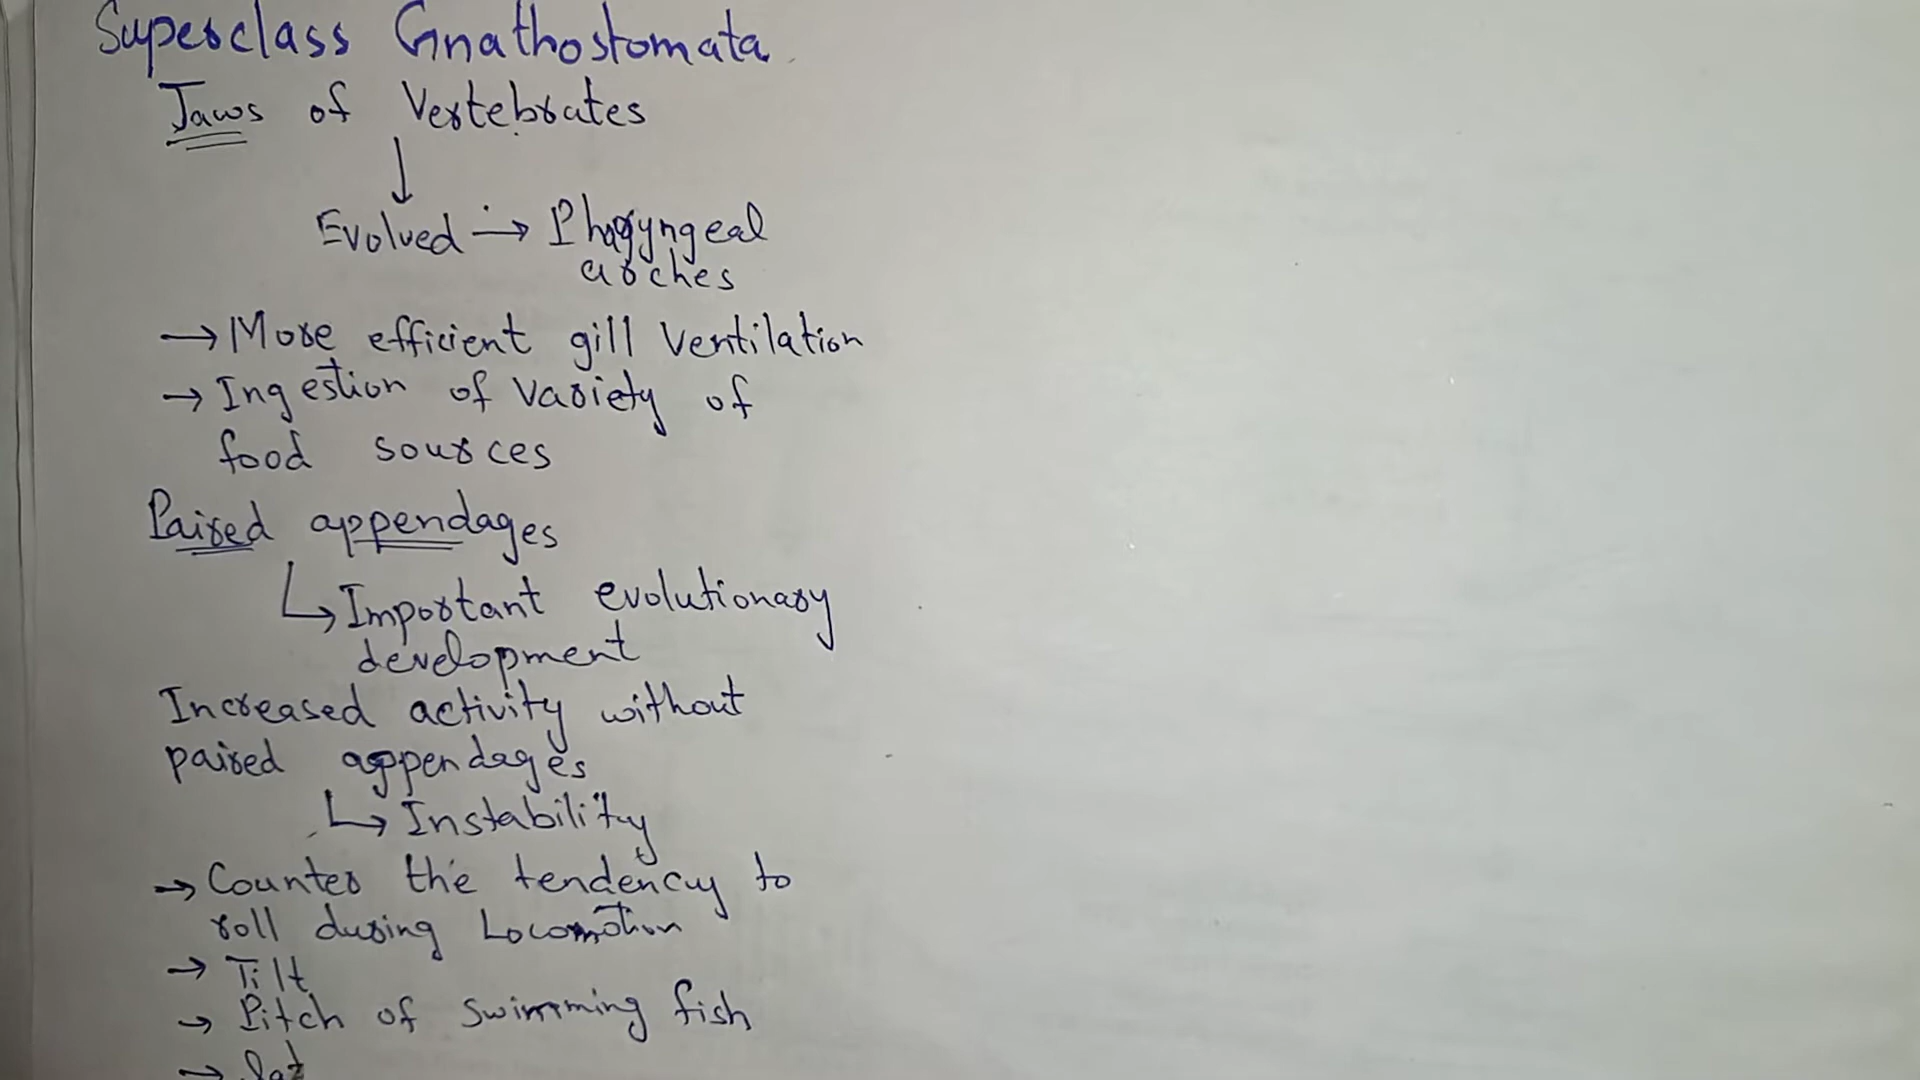 Superclass Gnathostomata
Jaws of Vertebrates
↓
Evolved → Pharyngeal
arches
→ More efficient gill Ventilation
→ Ingestion of Variety of
food sources
Paired appendages
↳ Important evolutionary
development
Increased activity without
paired appendages
↳ Instability
→ Counter the tendency to
roll during Locomotion
→ Tilt
→ Pitch of swimming fish
→